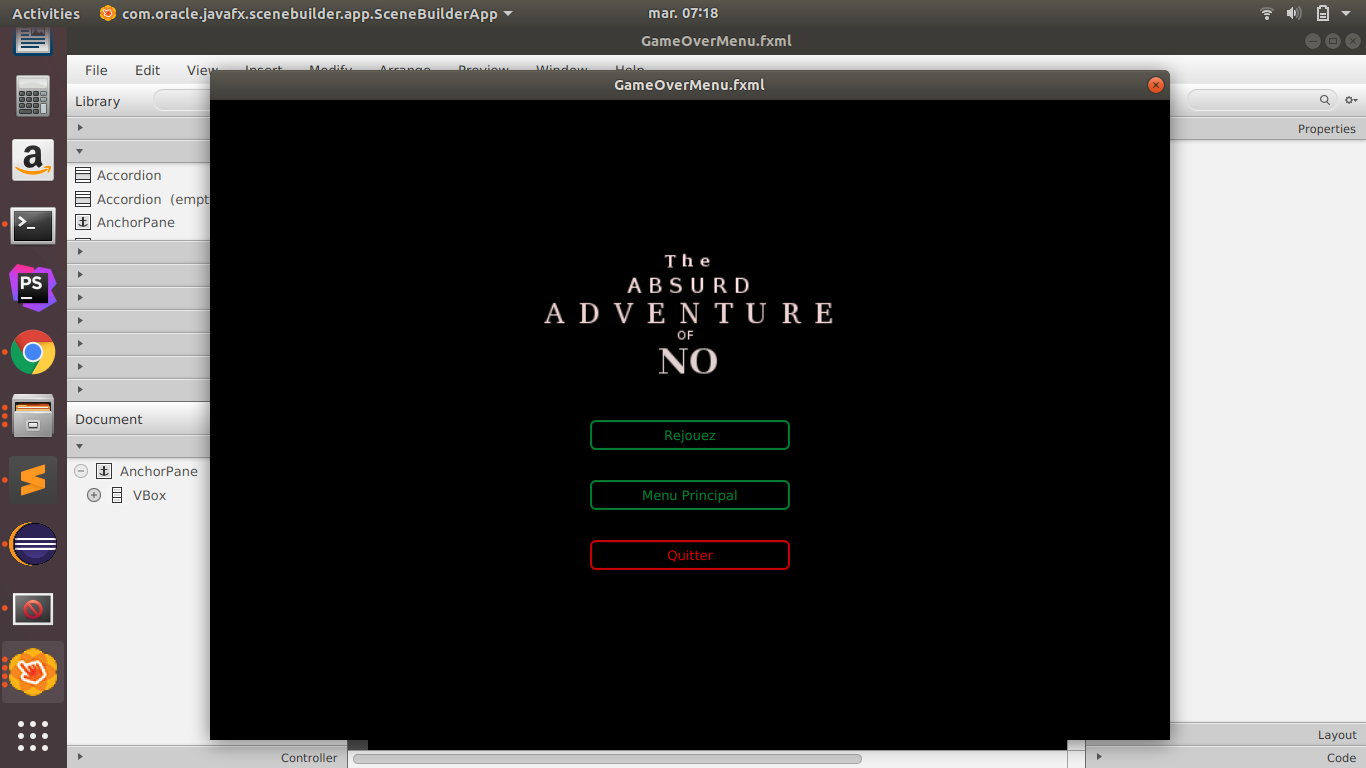 Activities
com.oracle.javafx.scenebuilder.app.SceneBuilderApp
mar. 07:18
GameOverMenu.fxml
File Edit View Insert Modify Arrange Preview Window Help
GameOverMenu.fxml
Library
Properties
Accordion
Accordion (empt
AnchorPane
a
PS
The
ABSURD
ADVENTURE
OF
NO
Document
Rejouez
AnchorPane
VBox
Menu Principal
Quitter
Layout
Controller
Code